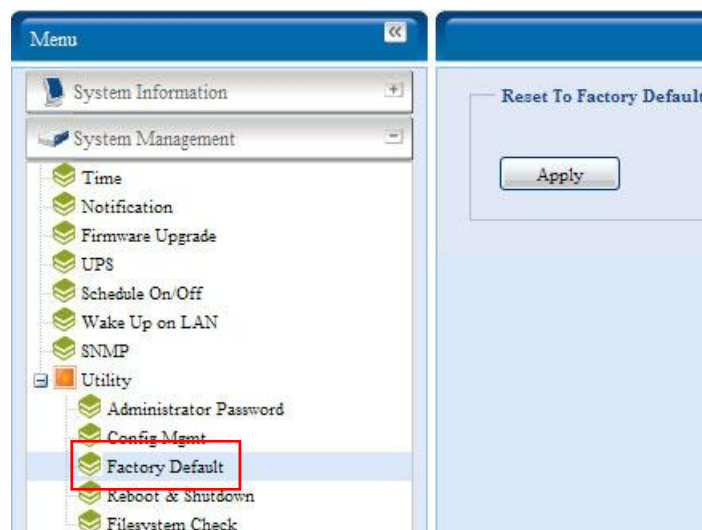 Menu
System Information
System Management
Time
Notification
Firmware Upgrade
UPS
Schedule On/Off
Wake Up on LAN
SNMP
Utility
Administrator Password
Config Mgmt
Factory Default
Reboot & Shutdown
Filesystem Check
Reset To Factory Default
Apply